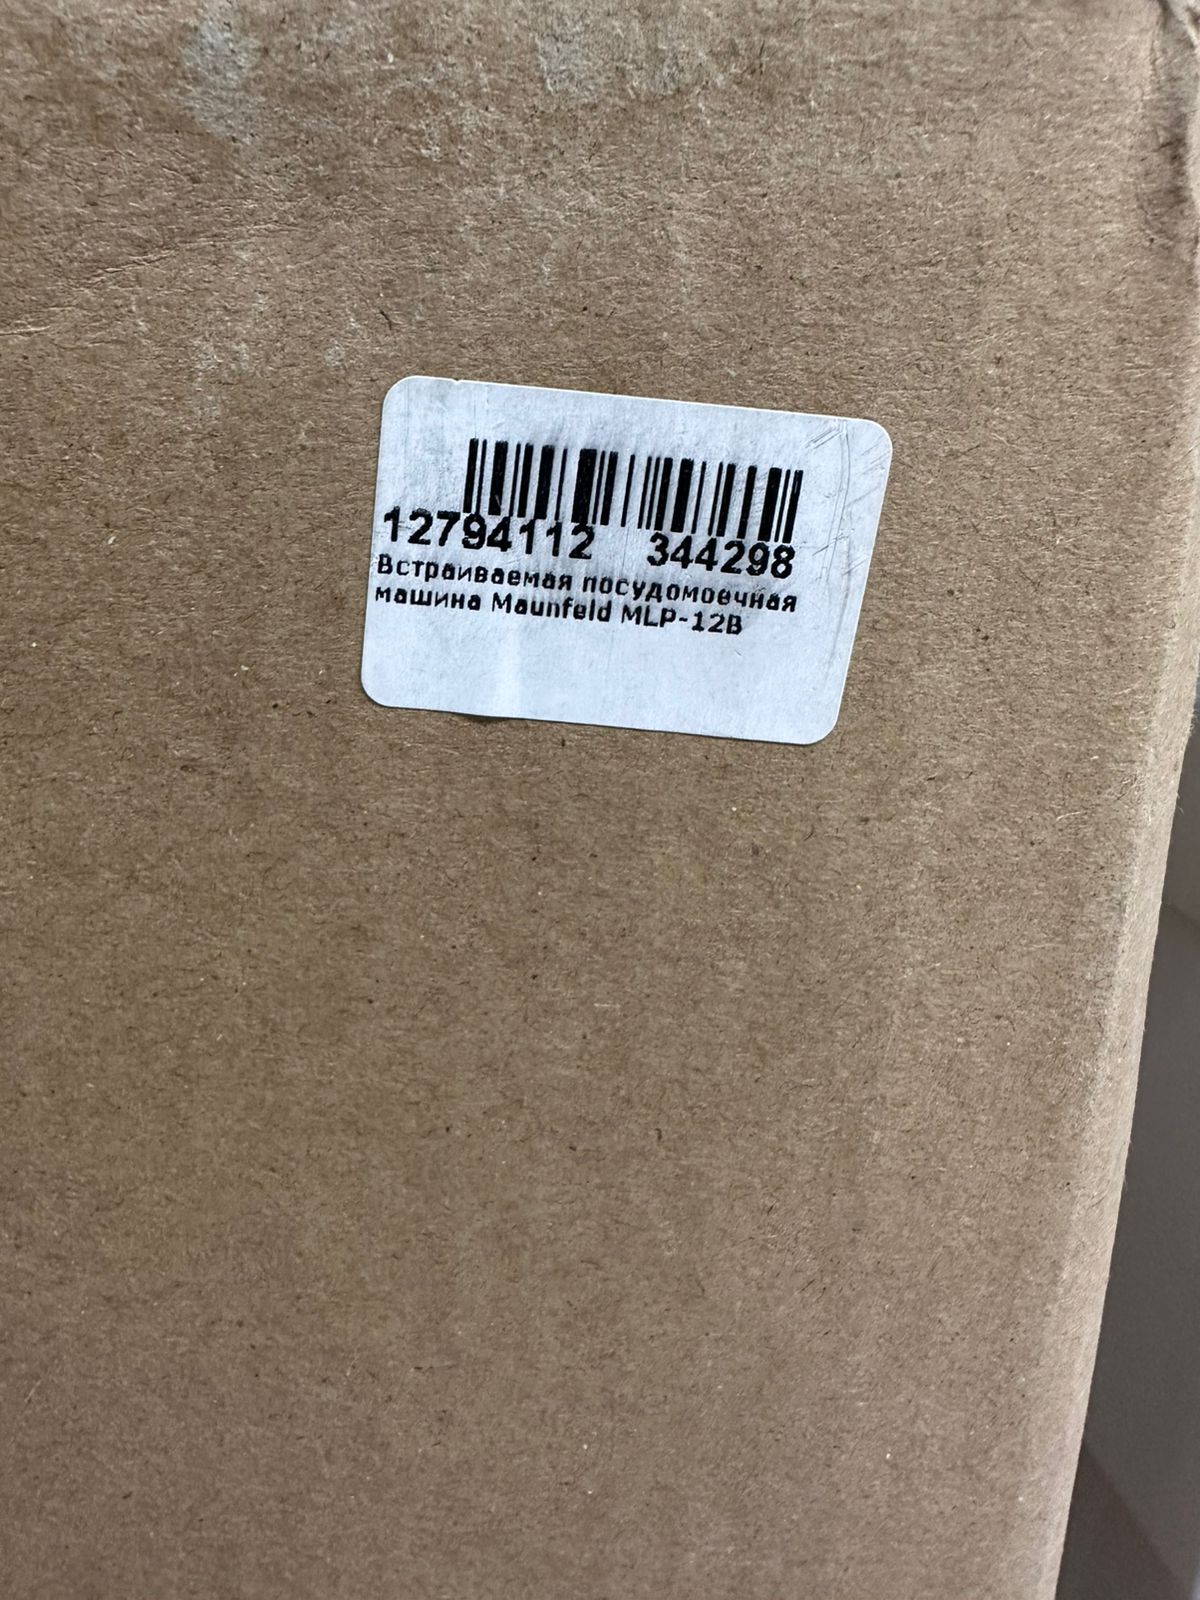 12794112 344298
Встраиваемая посудомоечная
машина Maunfeld MLP-12B